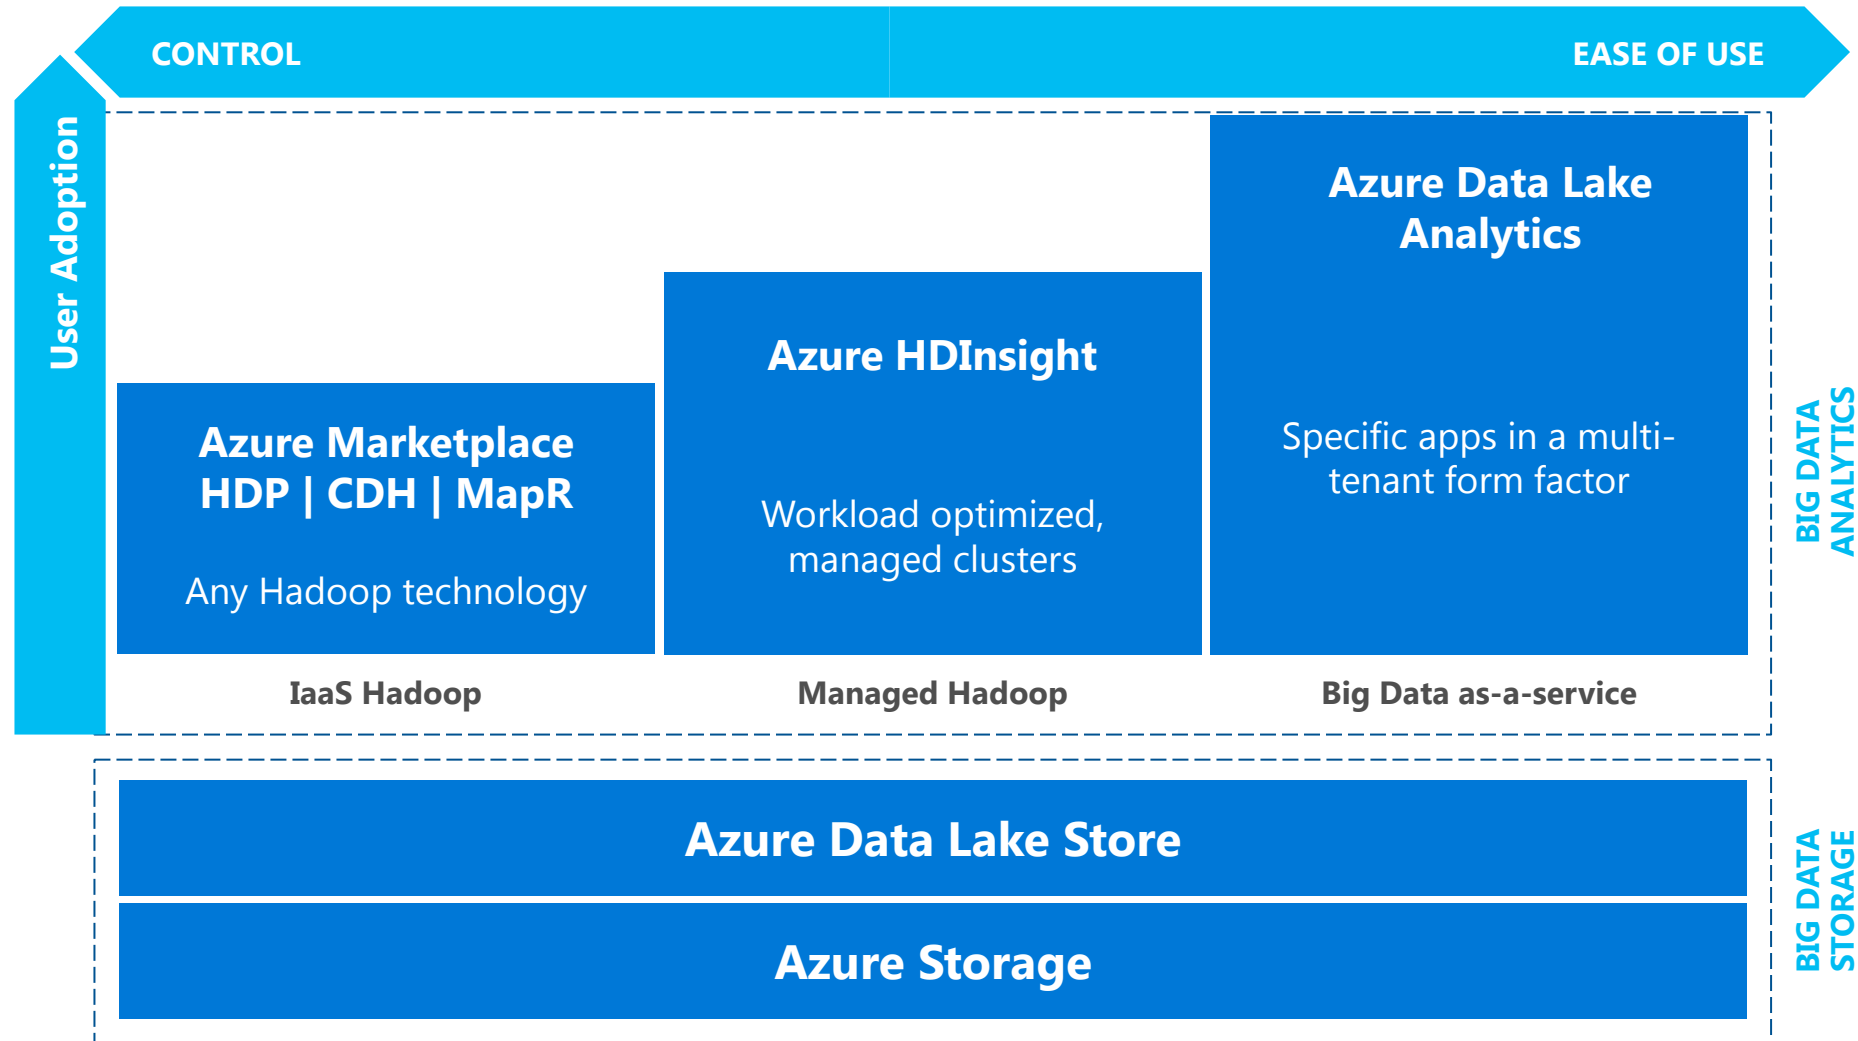 CONTROL
EASE OF USE
User Adoption
Azure Data Lake
Analytics
Specific apps in a multi-
tenant form factor
Azure HDInsight
Workload optimized,
managed clusters
Azure Marketplace
HDP | CDH | MapR
Any Hadoop technology
IaaS Hadoop
Managed Hadoop
Big Data as-a-service
BIG DATA
ANALYTICS
Azure Data Lake Store
Azure Storage
BIG DATA
STORAGE